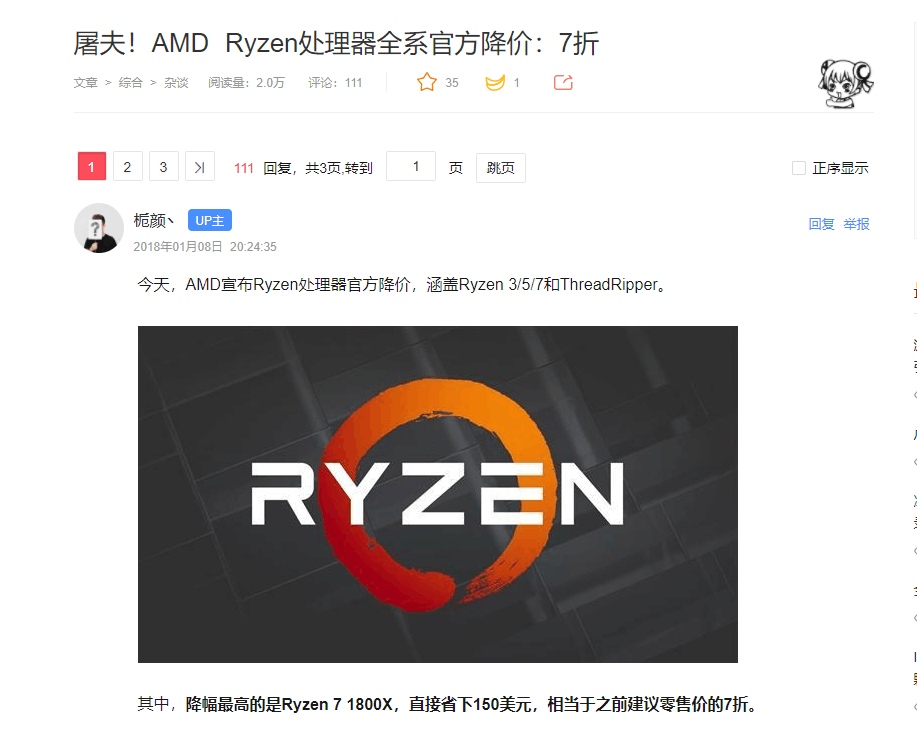 屠夫！AMD Ryzen处理器全系官方降价：7折
文章 > 综合 > 杂谈 阅读量：2.0万 评论：111 35 1
1 2 3 111 回复，共3页,转到 1 页 跳页 正序显示
栀颜丶 UP主 回复 举报
2018年01月08日 20:24:35
今天，AMD宣布Ryzen处理器官方降价，涵盖Ryzen 3/5/7和ThreadRipper。
RYZEN
其中，降幅最高的是Ryzen 7 1800X，直接省下150美元，相当于之前建议零售价的7折。